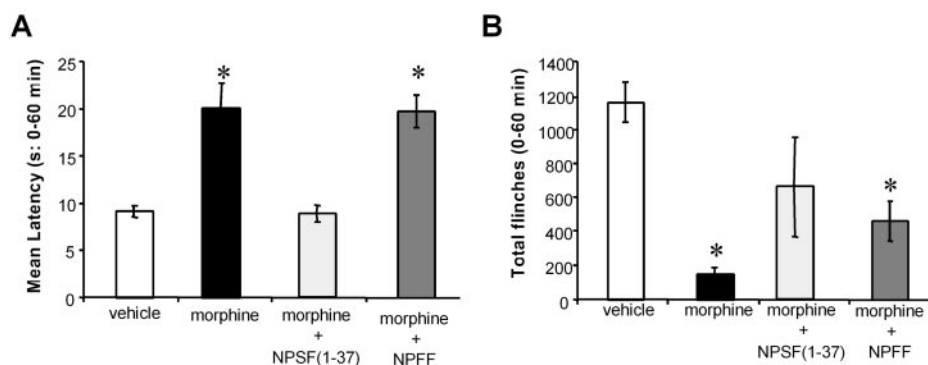 A
Mean Latency (s: 0-60 min)
25
20
15
10
5
0
*
*
vehicle
morphine
morphine
+
NPSF(1-37)
morphine
+
NPFF
B
Total flinches (0-60 min)
1400
1200
1000
800
600
400
200
0
*
*
vehicle
morphine
morphine
+
NPSF(1-37)
morphine
+
NPFF